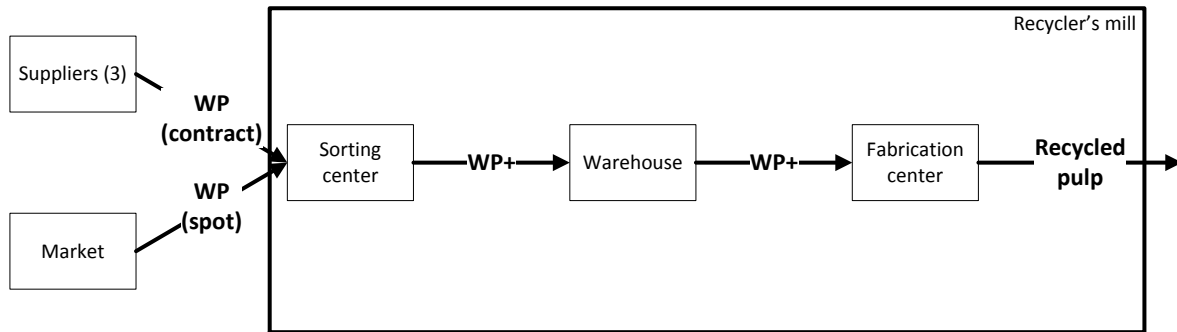 Recycler’s mill
Suppliers (3)
WP
(contract)
Sorting
center
WP+
Warehouse
WP+
Fabrication
center
Recycled
pulp
WP
(spot)
Market